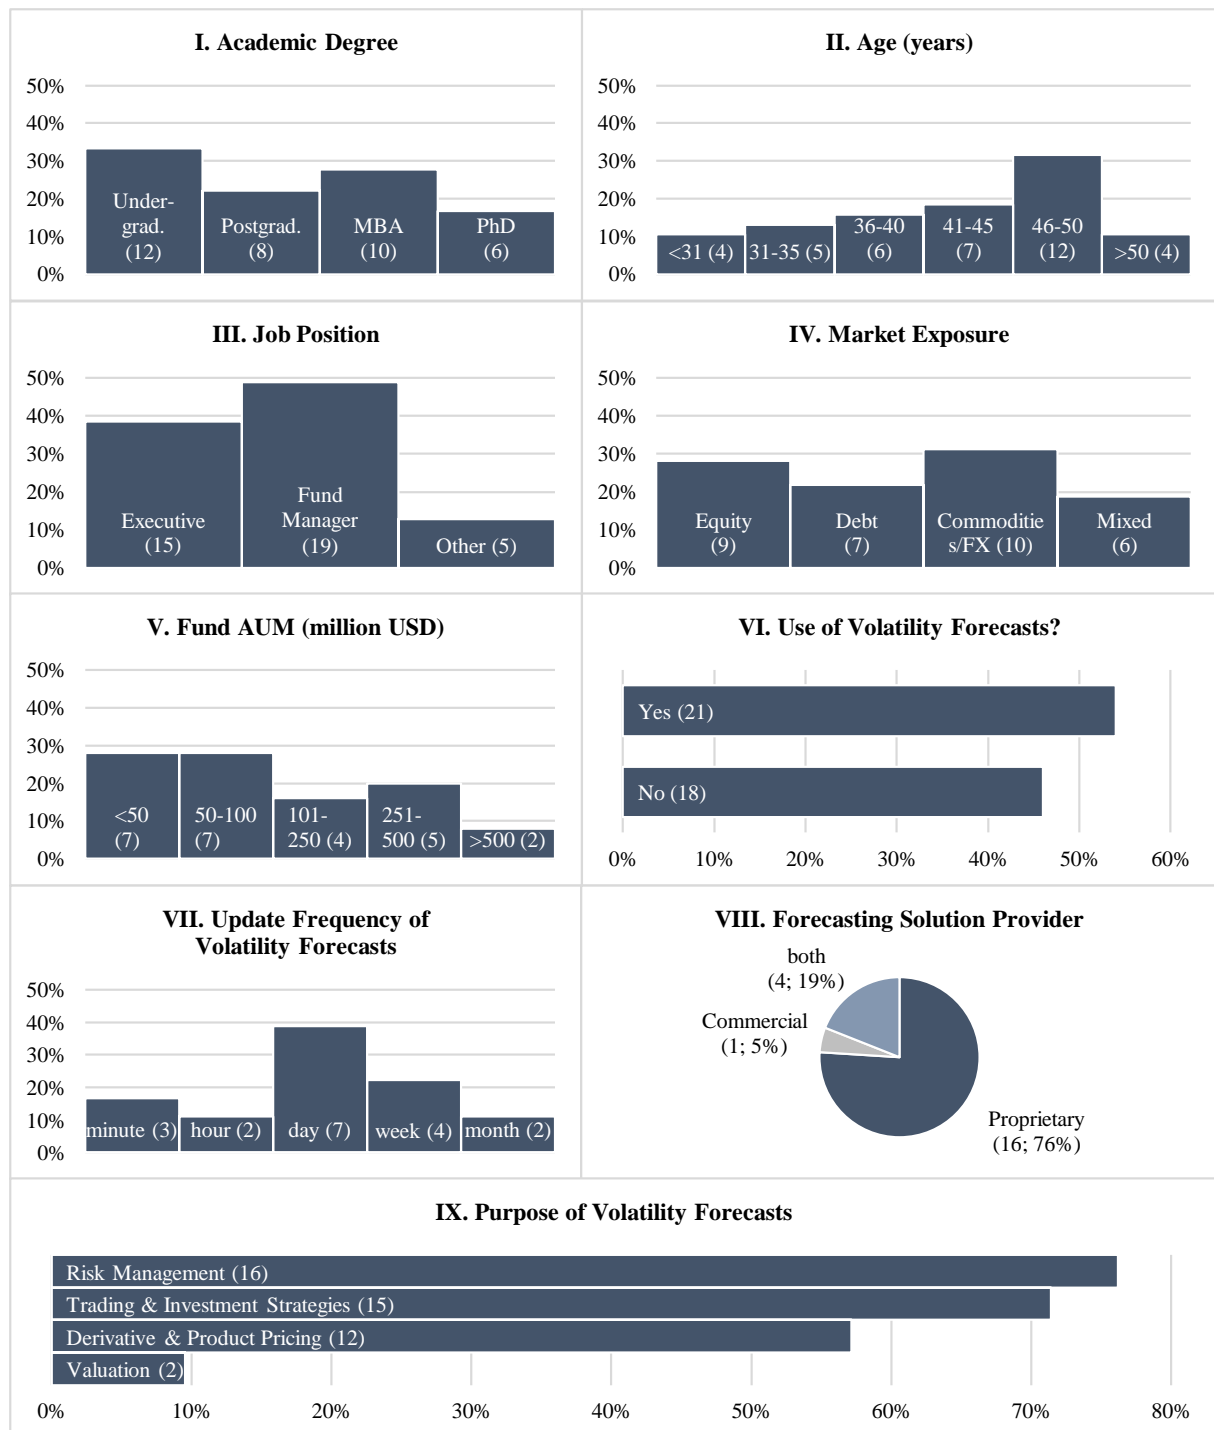 I. Academic Degree
50%
40%
30%
20%
10%
0%
Under-
grad.
(12)
Postgrad.
(8)
MBA
(10)
PhD
(6)
II. Age (years)
50%
40%
30%
20%
10%
0%
<31 (4)
31-35 (5)
36-40
(6)
41-45
(7)
46-50
(12)
>50 (4)
III. Job Position
50%
40%
30%
20%
10%
0%
Executive
(15)
Fund
Manager
(19)
Other (5)
IV. Market Exposure
50%
40%
30%
20%
10%
0%
Equity
(9)
Debt
(7)
Commoditie
s/FX (10)
Mixed
(6)
V. Fund AUM (million USD)
50%
40%
30%
20%
10%
0%
<50
(7)
50-100
(7)
101-
250 (4)
251-
500 (5)
>500 (2)
VI. Use of Volatility Forecasts?
Yes (21)
No (18)
0% 10% 20% 30% 40% 50% 60%
VII. Update Frequency of
Volatility Forecasts
50%
40%
30%
20%
10%
0%
minute (3)
hour (2)
day (7)
week (4)
month (2)
VIII. Forecasting Solution Provider
both
(4; 19%)
Commercial
(1; 5%)
Proprietary
(16; 76%)
IX. Purpose of Volatility Forecasts
Risk Management (16)
Trading & Investment Strategies (15)
Derivative & Product Pricing (12)
Valuation (2)
0% 10% 20% 30% 40% 50% 60% 70% 80%